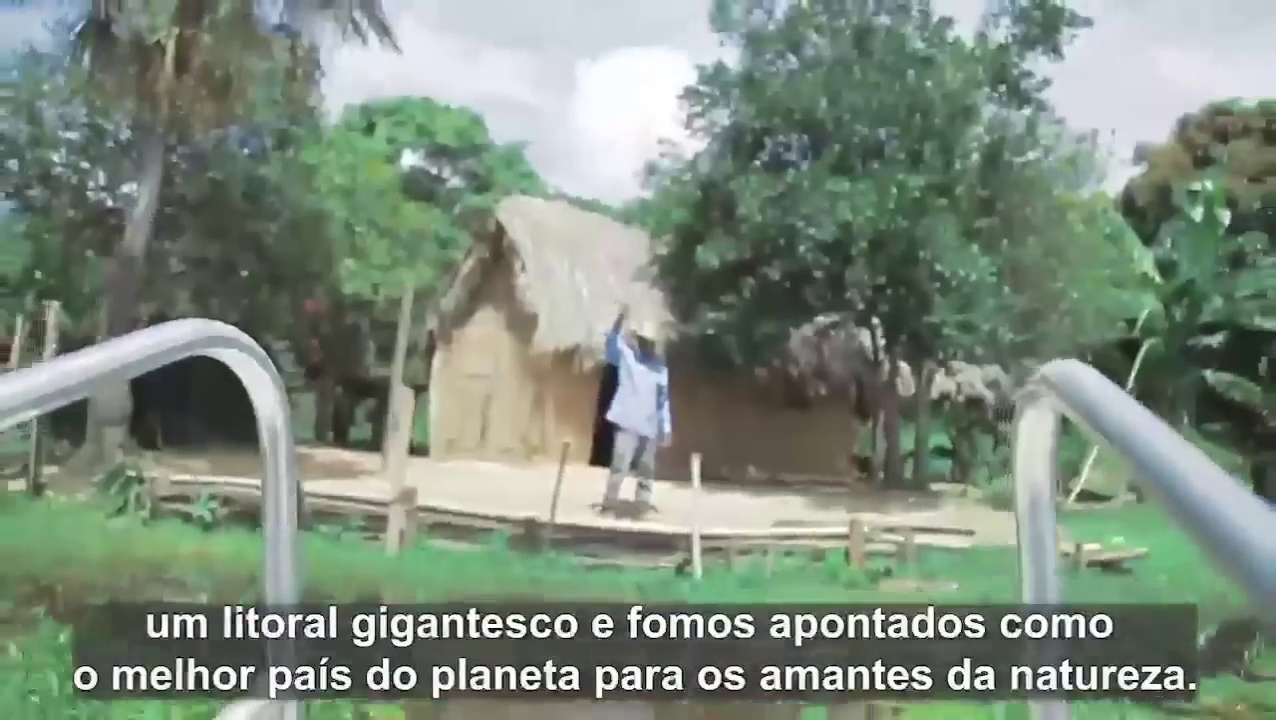 um litoral gigantesco e fomos apontados como
o melhor país do planeta para os amantes da natureza.